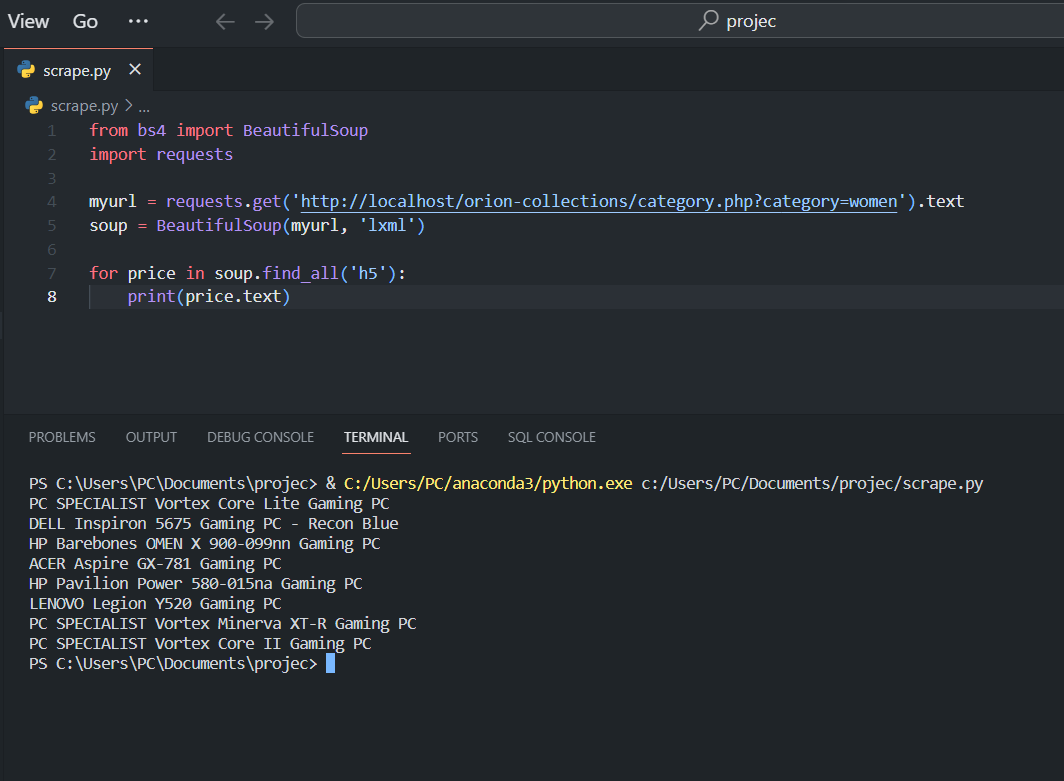 View Go ... projec
scrape.py
scrape.py > ...
1 from bs4 import BeautifulSoup
2 import requests
3
4 myurl = requests.get('http://localhost/orion-collections/category.php?category=women').text
5 soup = BeautifulSoup(myurl, 'lxml')
6
7 for price in soup.find_all('h5'):
8     print(price.text)
PROBLEMS OUTPUT DEBUG CONSOLE TERMINAL PORTS SQL CONSOLE
PS C:\Users\PC\Documents\projec> & C:/Users/PC/anaconda3/python.exe c:/Users/PC/Documents/projec/scrape.py
PC SPECIALIST Vortex Core Lite Gaming PC
DELL Inspiron 5675 Gaming PC - Recon Blue
HP Barebones OMEN X 900-099nn Gaming PC
ACER Aspire GX-781 Gaming PC
HP Pavilion Power 580-015na Gaming PC
LENOVO Legion Y520 Gaming PC
PC SPECIALIST Vortex Minerva XT-R Gaming PC
PC SPECIALIST Vortex Core II Gaming PC
PS C:\Users\PC\Documents\projec>